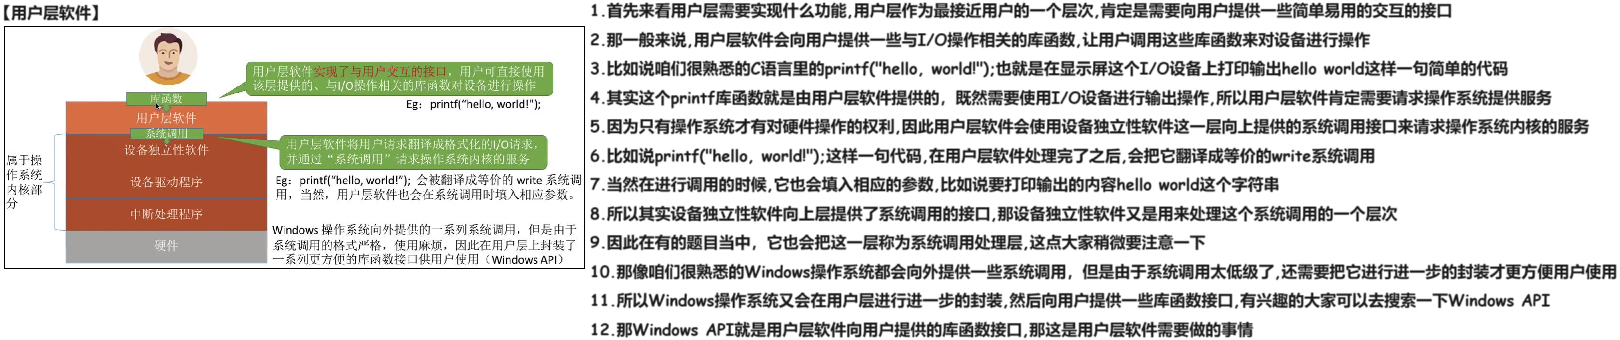 【用户层软件】
库函数
用户层软件
系统调用
设备独立性软件
设备驱动程序
中断处理程序
硬件
属于操
作系统
内核部
分
用户层软件实现了与用户交互的接口，用户可直接使用
该层提供的、与I/O操作相关的库函数对设备进行操作
Eg：printf("hello, world!");
用户层软件将用户请求翻译成格式化的I/O请求，
并通过“系统调用”请求操作系统内核的服务
Eg：printf("hello, world!"); 会被翻译成等价的 write 系统调
用，当然，用户层软件也会在系统调用时填入相应参数。
Windows 操作系统向外提供的一系列系统调用，但是由于
系统调用的格式严格，使用麻烦，因此在用户层上封装了
一系列更方便的库函数接口供用户使用（Windows API）
1.首先来看用户层需要实现什么功能,用户层作为最接近用户的一个层次,肯定是需要向用户提供一些简单易用的交互的接口
2.那一般来说,用户层软件会向用户提供一些与I/O操作相关的库函数,让用户调用这些库函数来对设备进行操作
3.比如说咱们很熟悉的C语言里的printf("hello, world!");也就是在显示屏这个I/O设备上打印输出hello world这样一句简单的代码
4.其实这个printf库函数就是由用户层软件提供的, 既然需要使用I/O设备进行输出操作,所以用户层软件肯定需要请求操作系统提供服务
5.因为只有操作系统才有对硬件操作的权利,因此用户层软件会使用设备独立性软件这一层向上提供的系统调用接口来请求操作系统内核的服务
6.比如说printf("hello, world!");这样一句代码,在用户层软件处理完了之后,会把它翻译成等价的write系统调用
7.当然在进行调用的时候,它也会填入相应的参数,比如说要打印输出的内容hello world这个字符串
8.所以其实设备独立性软件向上层提供了系统调用的接口,那设备独立性软件又是用来处理这个系统调用的一个层次
9.因此在有的题目当中, 它也会把这一层称为系统调用处理层,这点大家稍微要注意一下
10.那像咱们很熟悉的Windows操作系统都会向外提供一些系统调用, 但是由于系统调用太低级了,还需要把它进行进一步的封装才更方便用户使用
11.所以Windows操作系统又会在用户层进行进一步的封装,然后向用户提供一些库函数接口,有兴趣的大家可以去搜索一下Windows API
12.那Windows API就是用户层软件向用户提供的库函数接口,那这是用户层软件需要做的事情